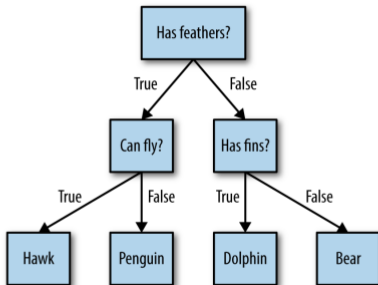 Has feathers?
True
False
Can fly?
Has fins?
True
False
True
False
Hawk
Penguin
Dolphin
Bear